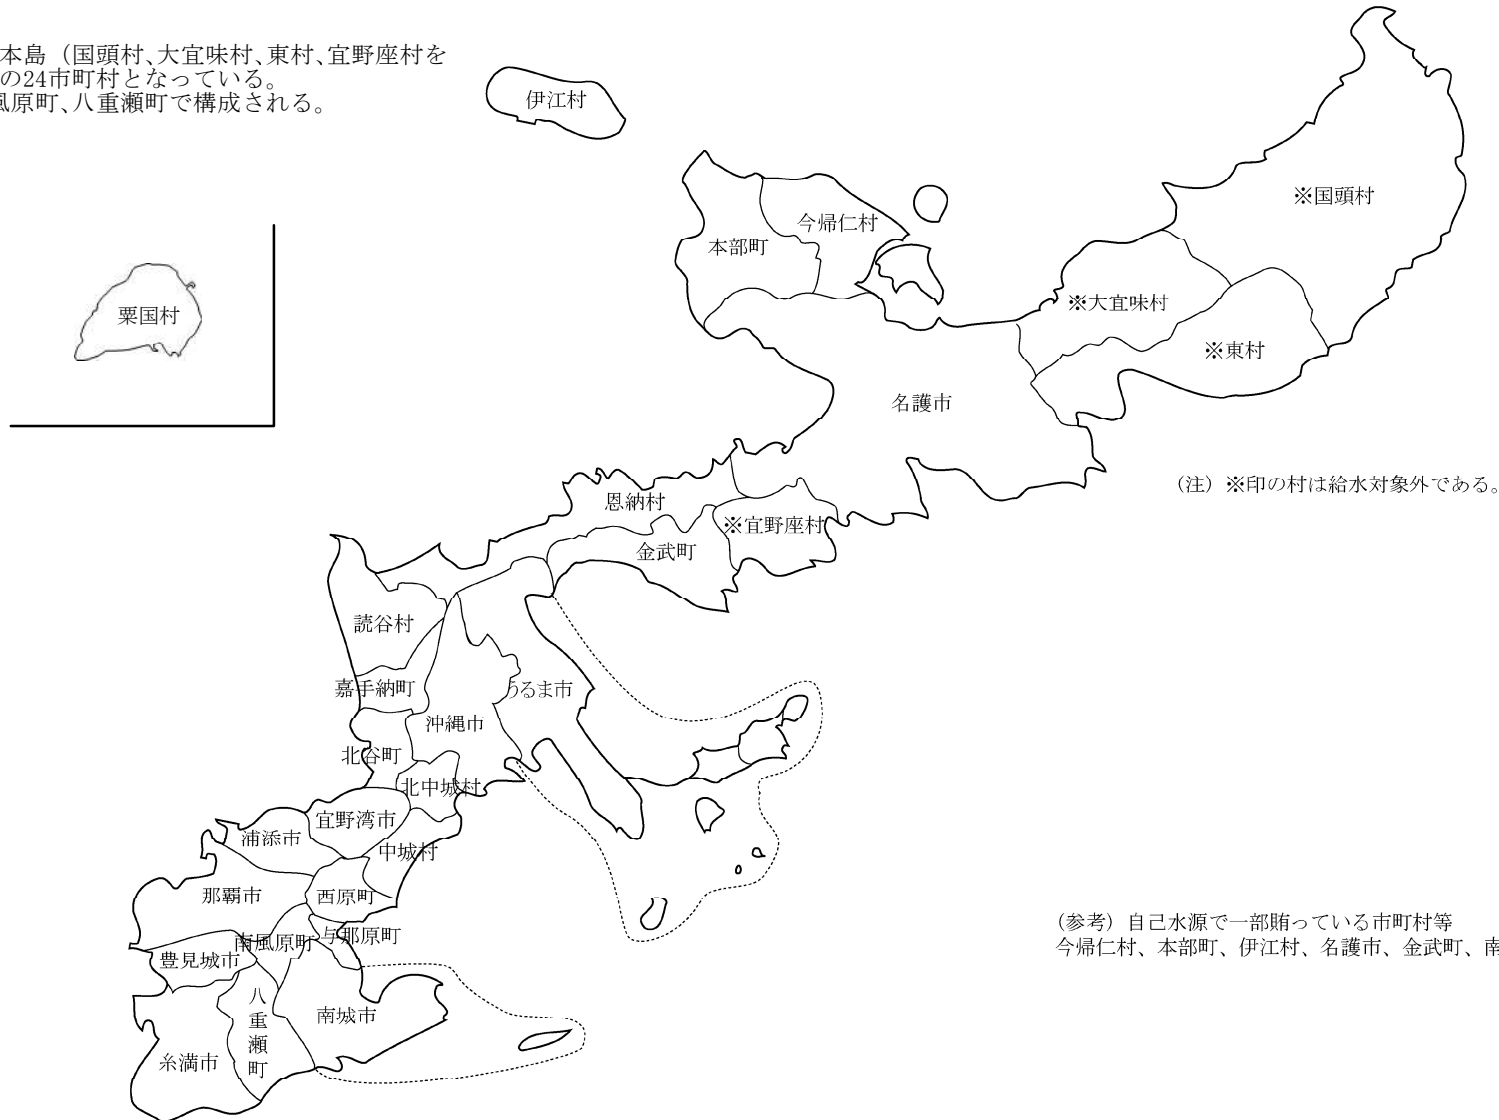 本島（国頭村、大宜味村、東村、宜野座村を
の24市町村となっている。
風原町、八重瀬町で構成される。
伊江村
※国頭村
今帰仁村
本部町
※大宜味村
粟国村
※東村
名護市
（注）※印の村は給水対象外である。
恩納村
※宜野座村
金武町
読谷村
嘉手納町
うるま市
沖縄市
北谷町
北中城村
宜野湾市
浦添市
中城村
那覇市
西原町
（参考）自己水源で一部賄っている市町村等
今帰仁村、本部町、伊江村、名護市、金武町、南
南風原町
与那原町
豊見城市
八重瀬町
南城市
糸満市